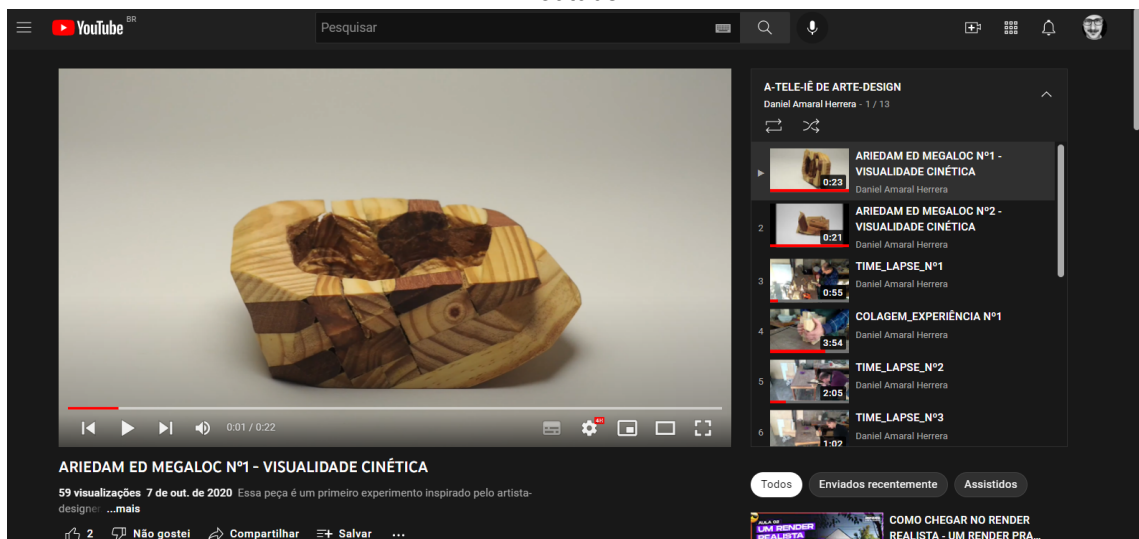 YouTube BR
Pesquisar
A-TELE-IÊ DE ARTE-DESIGN
Daniel Amaral Herrera - 1 / 13
0:23
ARIEDAM ED MEGALOC Nº1 -
VISUALIDADE CINÉTICA
Daniel Amaral Herrera
2
0:21
ARIEDAM ED MEGALOC Nº2 -
VISUALIDADE CINÉTICA
Daniel Amaral Herrera
3
0:55
TIME_LAPSE_Nº1
Daniel Amaral Herrera
4
3:54
COLAGEM_EXPERIÊNCIA Nº1
Daniel Amaral Herrera
5
2:05
TIME_LAPSE_Nº2
Daniel Amaral Herrera
6
1:02
TIME_LAPSE_Nº3
Daniel Amaral Herrera
0:01 / 0:22
ARIEDAM ED MEGALOC Nº1 - VISUALIDADE CINÉTICA
59 visualizações 7 de out. de 2020 Essa peça é um primeiro experimento inspirado pelo artista-
designer ...mais
2 Não gostei Compartilhar Salvar ...
Todos Enviados recentemente Assistidos
AULA 02
UM RENDER
REALISTA
COMO CHEGAR NO RENDER
REALISTA - UM RENDER PRA...